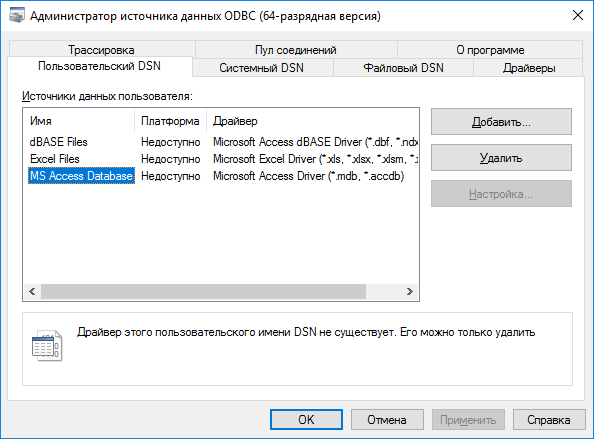 Администратор источника данных ODBC (64-разрядная версия)
Трассировка Пул соединений О программе
Пользовательский DSN Системный DSN Файловый DSN Драйверы
Источники данных пользователя:
Имя Платформа Драйвер
dBASE Files Недоступно Microsoft Access dBASE Driver (*.dbf, *.ndx
Excel Files Недоступно Microsoft Excel Driver (*.xls, *.xlsx, *.xlsm, *.
MS Access Database Недоступно Microsoft Access Driver (*.mdb, *.accdb)
Добавить...
Удалить
Настройка...
Драйвер этого пользовательского имени DSN не существует. Его можно только удалить
OK Отмена Применить Справка